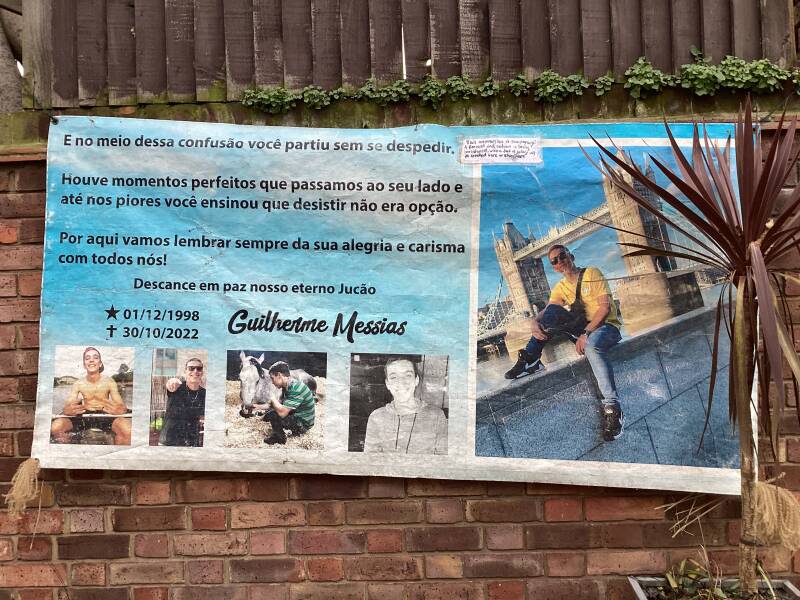 E no meio dessa confusão você partiu sem se despedir.
Houve momentos perfeitos que passamos ao seu lado e
até nos piores você ensinou que desistir não era opção.
Por aqui vamos lembrar sempre da sua alegria e carisma
com todos nós!
Descance em paz nosso eterno Jucão
★ 01/12/1998
✝ 30/10/2022
Guilherme Messias